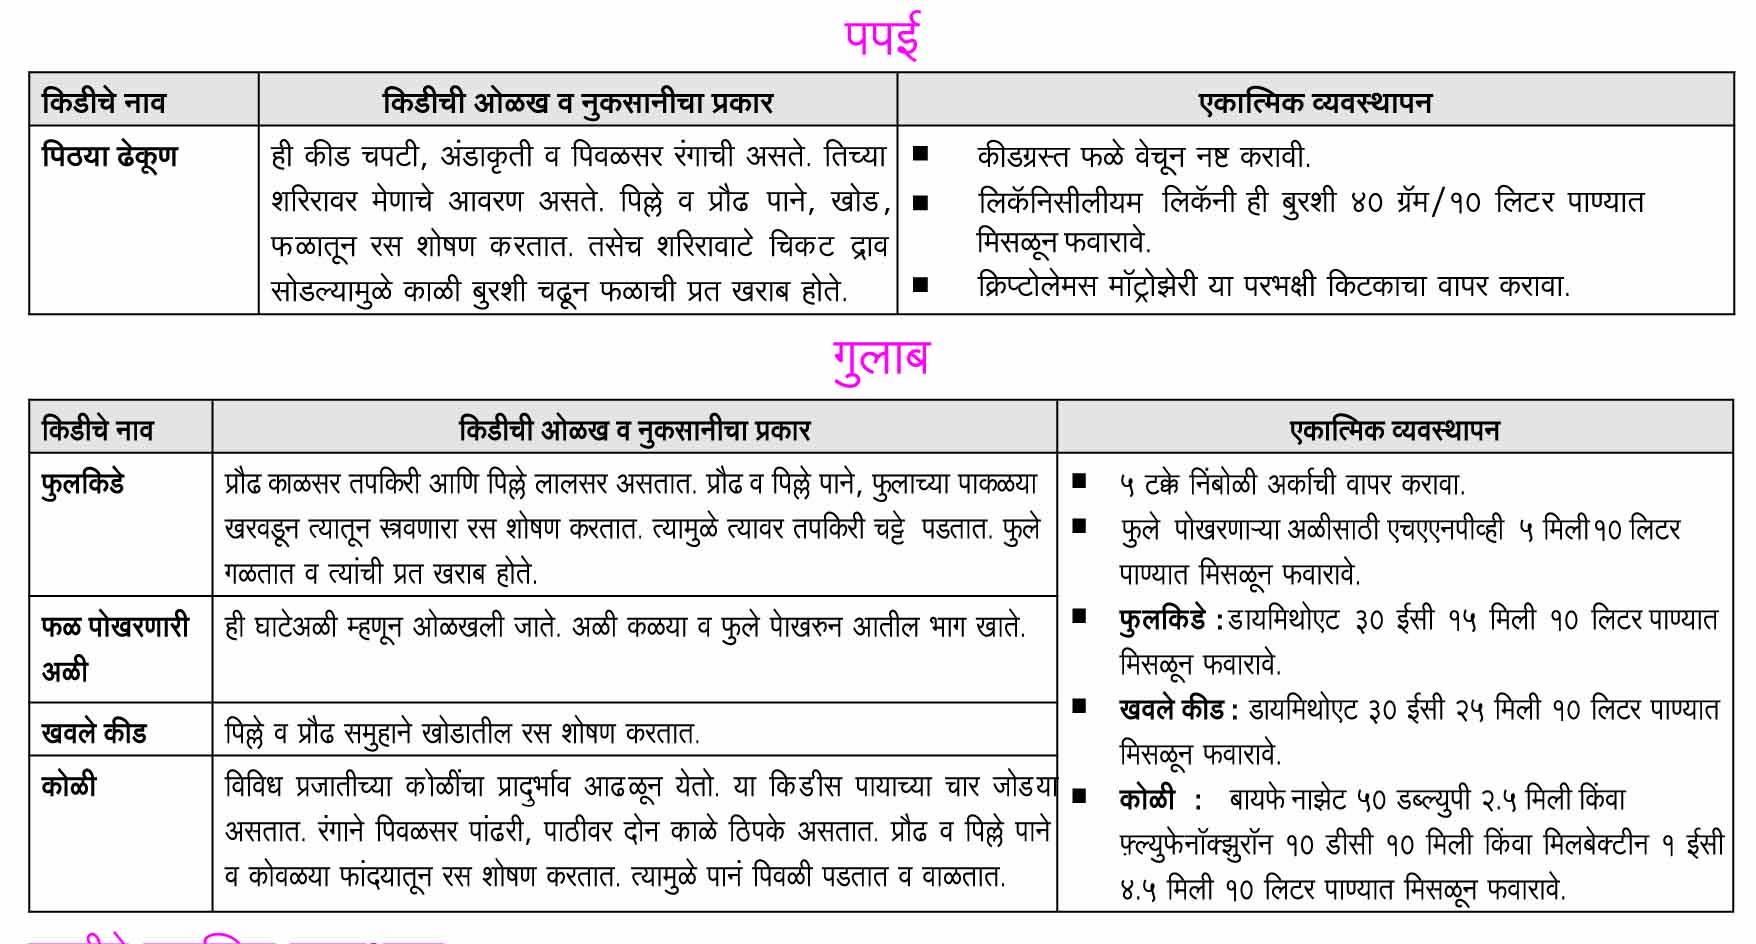 पपई
किडीचे नाव किडीची ओळख व नुकसानीचा प्रकार एकात्मिक व्यवस्थापन
पिठया ढेकूण
ही कीड चपटी, अंडाकृती व पिवळसर रंगाची असते. तिच्या
शरिरावर मेणाचे आवरण असते. पिल्ले व प्रौढ पाने, खोड,
फळातून रस शोषण करतात. तसेच शरिरावाटे चिकट द्राव
सोडल्यामुळे काळी बुरशी चढून फळाची प्रत खराब होते.
■ कीडग्रस्त फळे वेचून नष्ट करावी.
■ लिकॅनिसीलीयम लिकॅनी ही बुरशी ४० ग्रॅम/१० लिटर पाण्यात
मिसळून फवारावे.
■ क्रिप्टोलेमस मॉट्रोझेरी या परभक्षी किटकाचा वापर करावा.
गुलाब
किडीचे नाव किडीची ओळख व नुकसानीचा प्रकार एकात्मिक व्यवस्थापन
फुलकिडे
प्रौढ काळसर तपकिरी आणि पिल्ले लालसर असतात. प्रौढ व पिल्ले पाने, फुलाच्या पाकळया
खरवडून त्यातून स्त्रवणारा रस शोषण करतात. त्यामुळे त्यावर तपकिरी चट्टे पडतात. फुले
गळतात व त्यांची प्रत खराब होते.
फळ पोखरणारी
अळी
ही घाटेअळी म्हणून ओळखली जाते. अळी कळया व फुले पेाखरुन आतील भाग खाते.
खवले कीड
पिल्ले व प्रौढ समुहाने खोडातील रस शोषण करतात.
कोळी
विविध प्रजातीच्या कोळींचा प्रादुर्भाव आढळून येतो. या किडीस पायाच्या चार जोडया
असतात. रंगाने पिवळसर पांढरी, पाठीवर दोन काळे ठिपके असतात. प्रौढ व पिल्ले पाने
व कोवळया फांदयातून रस शोषण करतात. त्यामुळे पानं पिवळी पडतात व वाळतात.
■ ५ टक्के निंबोळी अर्काची वापर करावा.
■ फुले पोखरणाऱ्या अळीसाठी एचएएनपीव्ही ५ मिली१० लिटर
पाण्यात मिसळून फवारावे.
■ फुलकिडे : डायमिथोएट ३० ईसी १५ मिली १० लिटर पाण्यात
मिसळून फवारावे.
■ खवले कीड : डायमिथोएट ३० ईसी २५ मिली १० लिटर पाण्यात
मिसळून फवारावे.
■ कोळी : बायफेनाझेट ५० डब्ल्युपी २.५ मिली किंवा
फ़्ल्युफेनॉक्झुरॉन १० डीसी १० मिली किंवा मिलबेक्टीन १ ईसी
४.५ मिली १० लिटर पाण्यात मिसळून फवारावे.